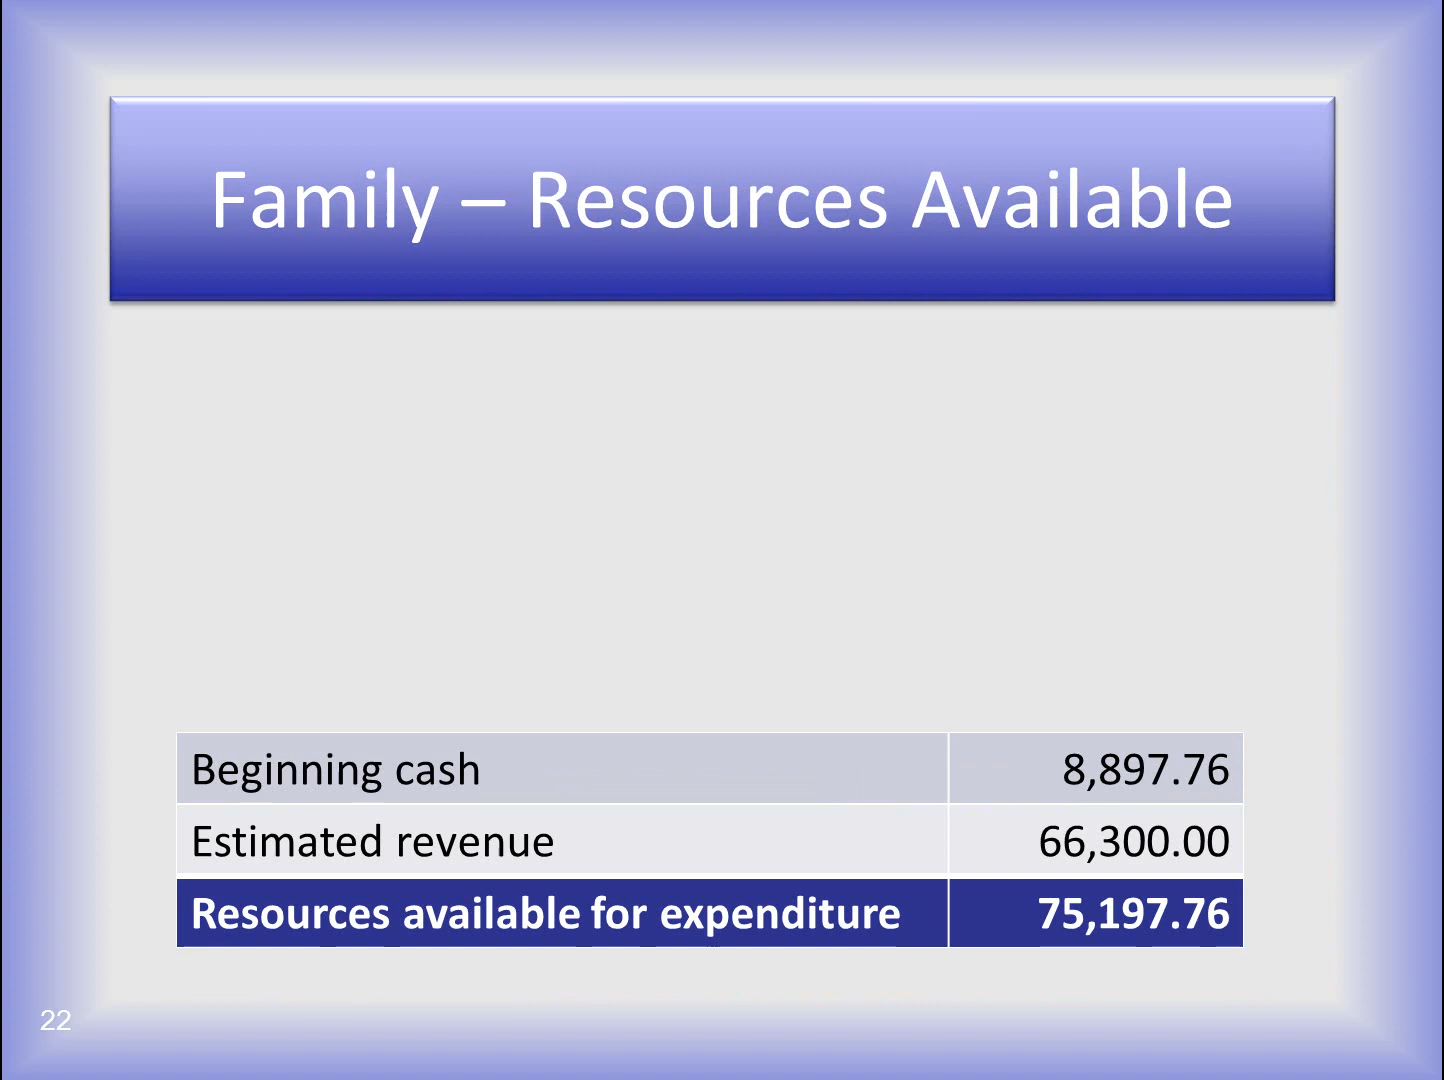 Family – Resources Available
Beginning cash 8,897.76
Estimated revenue 66,300.00
Resources available for expenditure 75,197.76
22